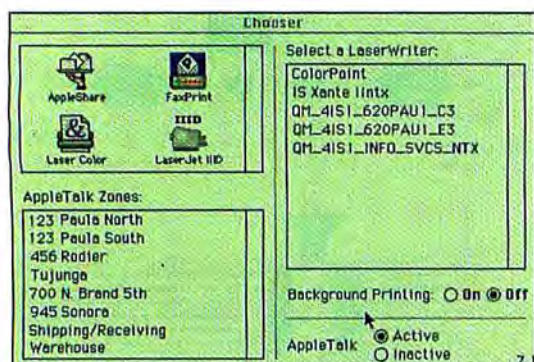 Chooser
AppleShare
FaxPrint
Laser Color
IIID
LaserJet IIID
AppleTalk Zones:
123 Paula North
123 Paula South
456 Rodier
Tujunga
700 N. Brand 5th
945 Sonora
Shipping/Receiving
Warehouse
Select a LaserWriter:
ColorPoint
IS Xante IIntx
QM_4IS1_620PAU1_C3
QM_4IS1_620PAU1_E3
QM_4IS1_INFO_SVCS_NTX
Background Printing: On Off
AppleTalk Active
Inactive